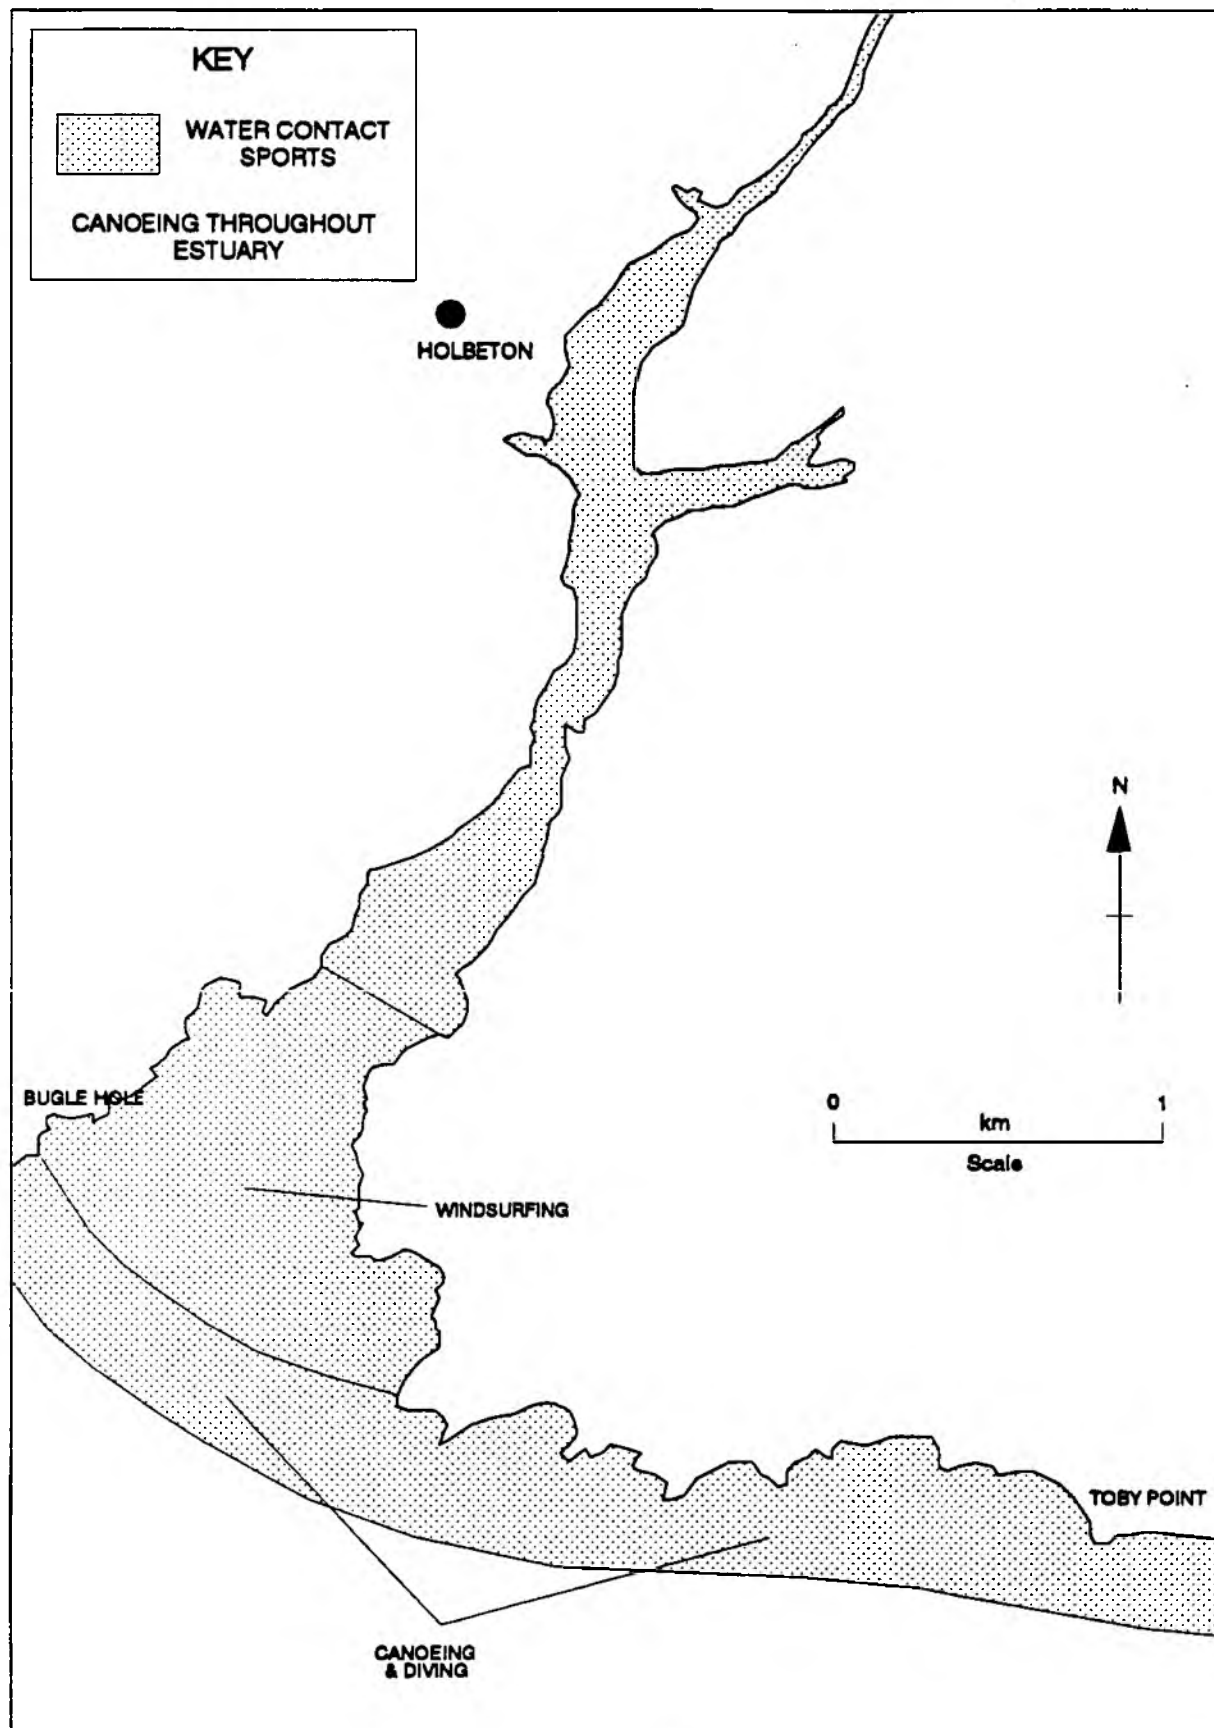 KEY
WATER CONTACT
SPORTS
CANOEING THROUGHOUT
ESTUARY
HOLBETON
N
BUGLE HOLE
0
1
km
Scale
WINDSURFING
TOBY POINT
CANOEING
& DIVING